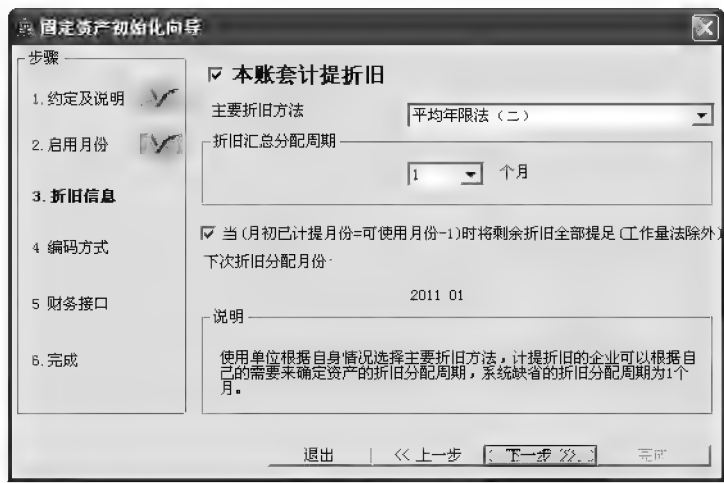 固定资产初始化向导
步骤
1.约定及说明
2.启用月份
3.折旧信息
4 编码方式
5 财务接口
6.完成
本账套计提折旧
主要折旧方法
平均年限法（二）
折旧汇总分配周期
1
个月
当(月初已计提月份=可使用月份-1)时将剩余折旧全部提足(工作量法除外)
下次折旧分配月份
2011 01
说明
使用单位根据自身情况选择主要折旧方法，计提折旧的企业可以根据自
己的需要来确定资产的折旧分配周期，系统缺省的折旧分配周期为1个
月。
退出
<< 上一步
下一步 >>
完成